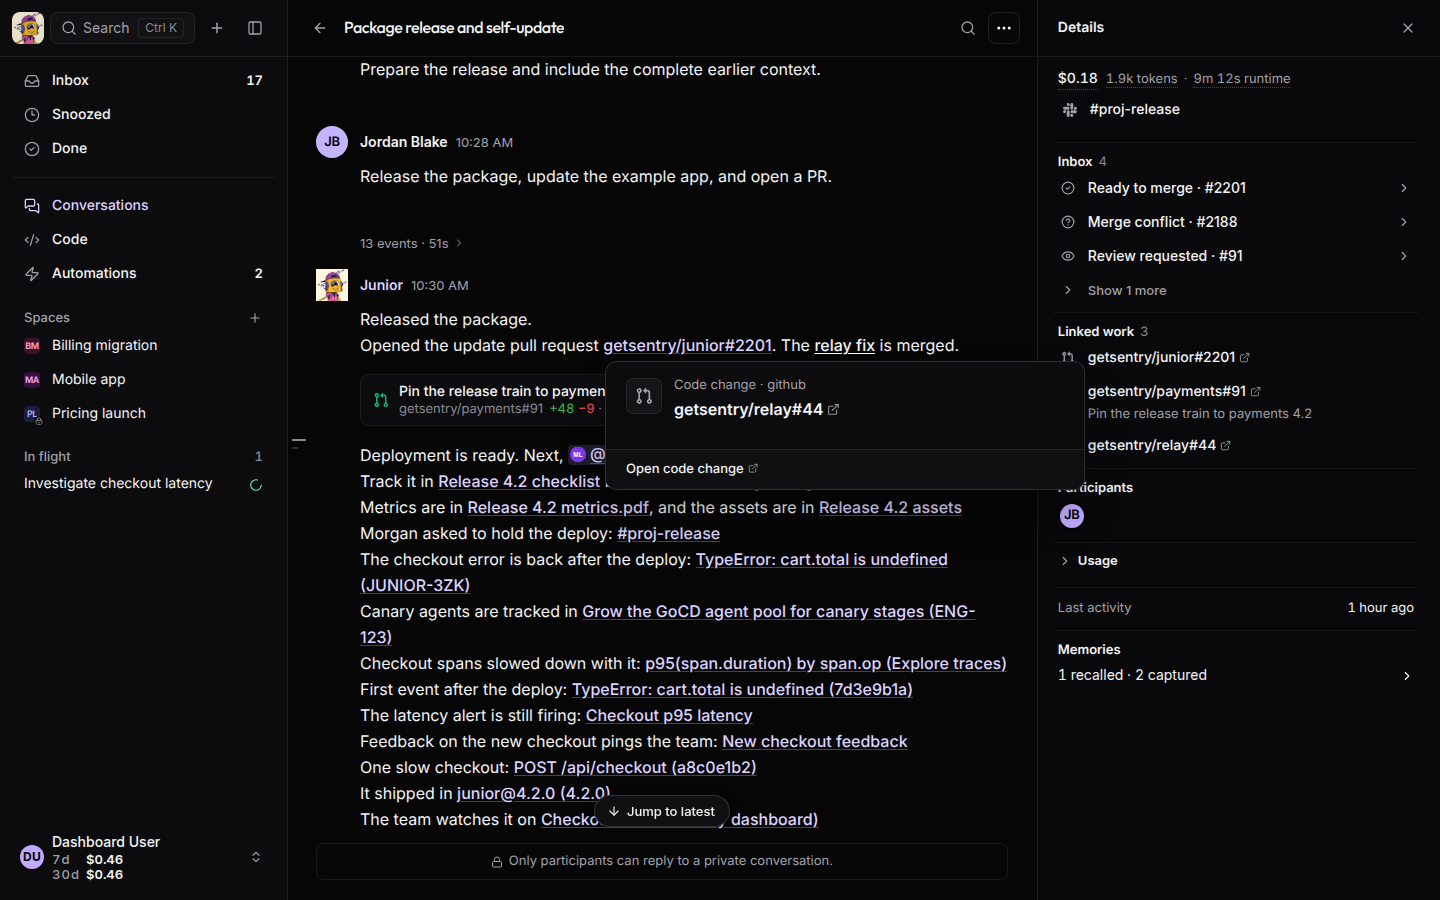 Search Ctrl K
Inbox 17
Snoozed
Done
Conversations
Code
Automations 2
Spaces
BM Billing migration
MA Mobile app
PL Pricing launch
In flight 1
Investigate checkout latency
DU Dashboard User
7d $0.46
30d $0.46
Package release and self-update
Prepare the release and include the complete earlier context.
JB Jordan Blake 10:28 AM
Release the package, update the example app, and open a PR.
13 events · 51s
Junior 10:30 AM
Released the package.
Opened the update pull request getsentry/junior#2201. The relay fix is merged.
Pin the release train to paymen
getsentry/payments#91 +48 −9 ·
Code change · github
getsentry/relay#44
Open code change
Deployment is ready. Next, ML @
Track it in Release 4.2 checklist
Metrics are in Release 4.2 metrics.pdf, and the assets are in Release 4.2 assets
Morgan asked to hold the deploy: #proj-release
The checkout error is back after the deploy: TypeError: cart.total is undefined
(JUNIOR-3ZK)
Canary agents are tracked in Grow the GoCD agent pool for canary stages (ENG-
123)
Checkout spans slowed down with it: p95(span.duration) by span.op (Explore traces)
First event after the deploy: TypeError: cart.total is undefined (7d3e9b1a)
The latency alert is still firing: Checkout p95 latency
Feedback on the new checkout pings the team: New checkout feedback
One slow checkout: POST /api/checkout (a8c0e1b2)
It shipped in junior@4.2.0 (4.2.0)
The team watches it on Checko dashboard)
Jump to latest
Only participants can reply to a private conversation.
Details
$0.18 1.9k tokens · 9m 12s runtime
#proj-release
Inbox 4
Ready to merge · #2201
Merge conflict · #2188
Review requested · #91
Show 1 more
Linked work 3
getsentry/junior#2201
getsentry/payments#91
Pin the release train to payments 4.2
getsentry/relay#44
Participants
JB
Usage
Last activity 1 hour ago
Memories
1 recalled · 2 captured